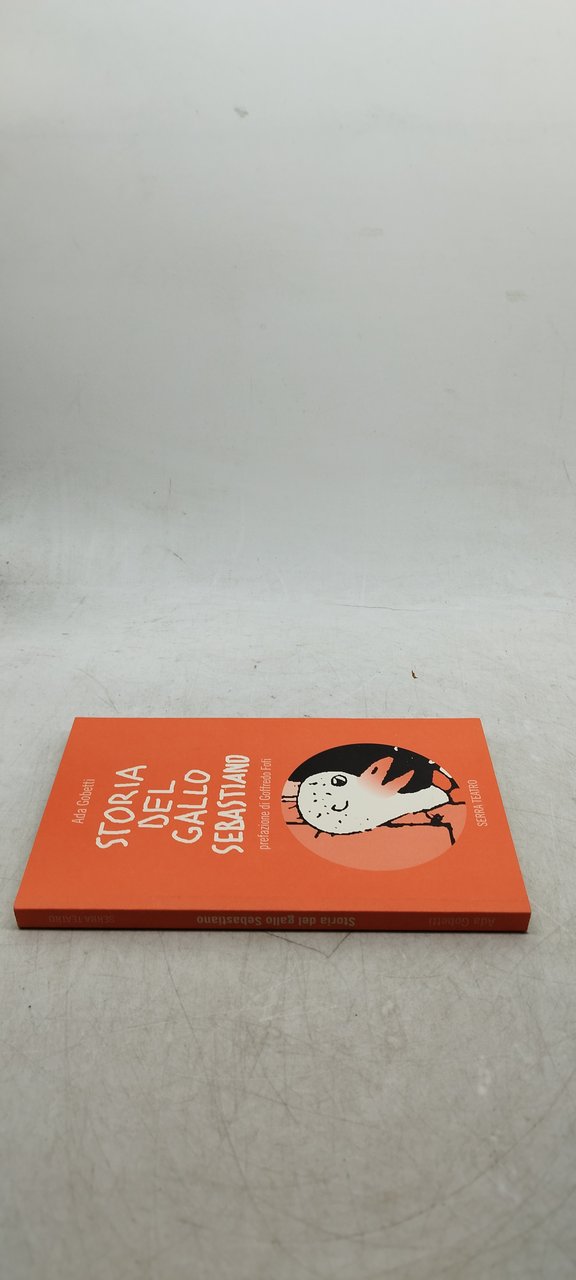 Ada Gobetti
STORIA
DEL
GALLO
SEBASTIANO
prefazione di Goffredo Fofi
SERRA TEATRO
Ada Gobetti
Storia del gallo Sebastiano
SERRA TEATRO